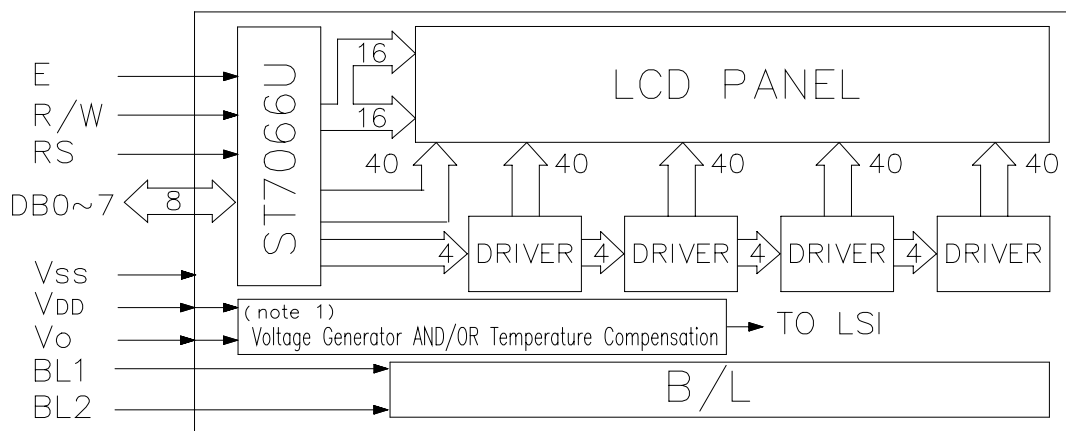 E
R/W
RS
DB0~7
8
Vss
VDD
Vo
BL1
BL2
ST7066U
16
16
LCD PANEL
40
40
40
40
40
4
DRIVER
4
DRIVER
4
DRIVER
4
DRIVER
(note 1)
Voltage Generator AND/OR Temperature Compensation
TO LSI
B/L